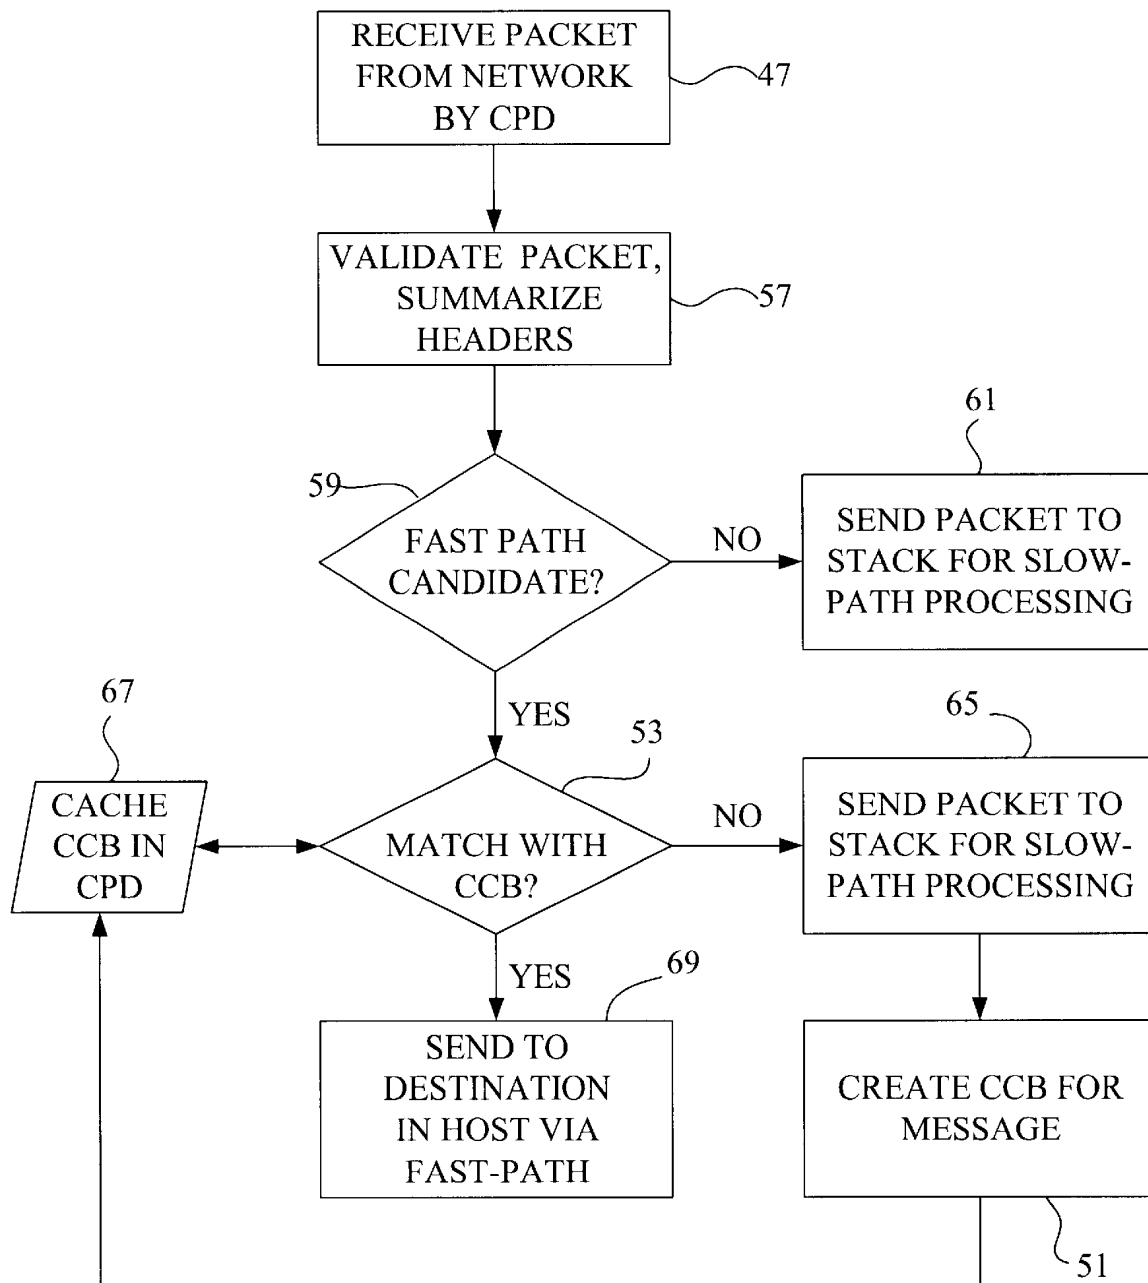 RECEIVE PACKET
FROM NETWORK
BY CPD
47
VALIDATE PACKET,
SUMMARIZE
HEADERS
57
59
FAST PATH
CANDIDATE?
NO
61
SEND PACKET TO
STACK FOR SLOW-
PATH PROCESSING
YES
67
CACHE
CCB IN
CPD
53
MATCH WITH
CCB?
NO
65
SEND PACKET TO
STACK FOR SLOW-
PATH PROCESSING
YES
69
SEND TO
DESTINATION
IN HOST VIA
FAST-PATH
CREATE CCB FOR
MESSAGE
51